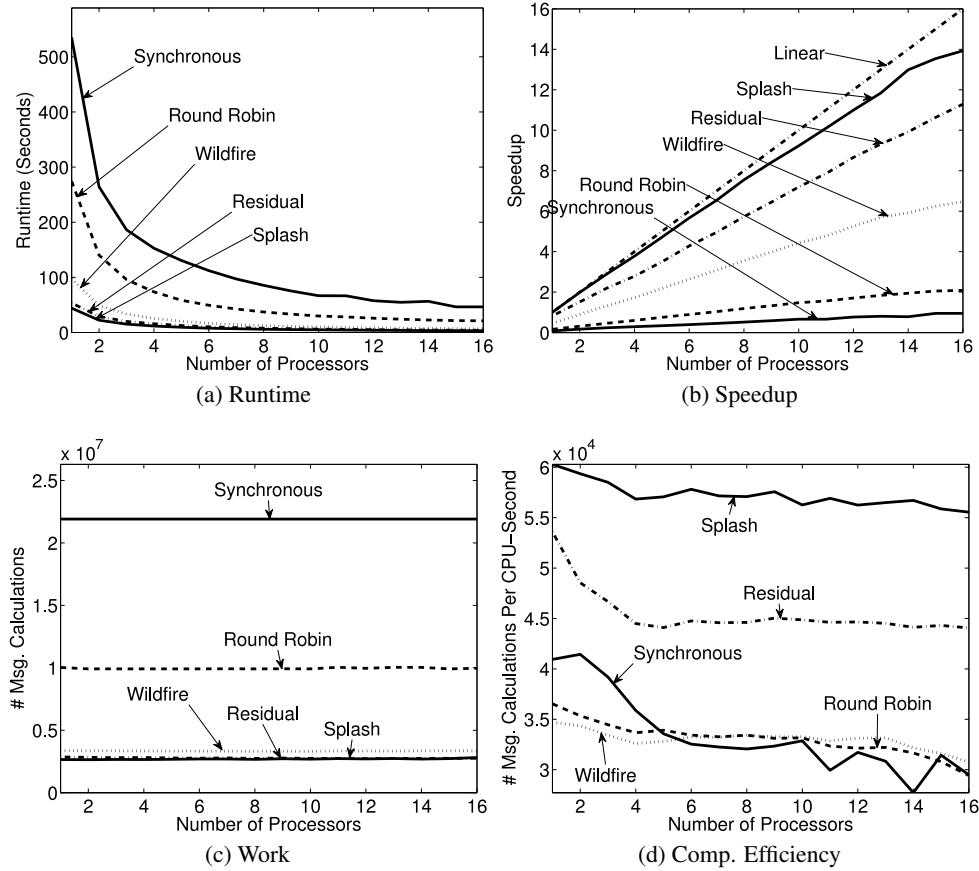 500
400
300
200
100
0
Runtime (Seconds)
Synchronous
Round Robin
Wildfire
Residual
Splash
2 4 6 8 10 12 14 16
Number of Processors
(a) Runtime
16
14
12
10
8
6
4
2
0
Speedup
Linear
Splash
Residual
Wildfire
Round Robin
Synchronous
2 4 6 8 10 12 14 16
Number of Processors
(b) Speedup
x 10^7
2.5
2
1.5
1
0.5
0
# Msg. Calculations
Synchronous
Round Robin
Wildfire
Residual
Splash
2 4 6 8 10 12 14 16
Number of Processors
(c) Work
x 10^4
6
5.5
5
4.5
4
3.5
3
# Msg. Calculations Per CPU-Second
Splash
Residual
Synchronous
Round Robin
Wildfire
2 4 6 8 10 12 14 16
Number of Processors
(d) Comp. Efficiency